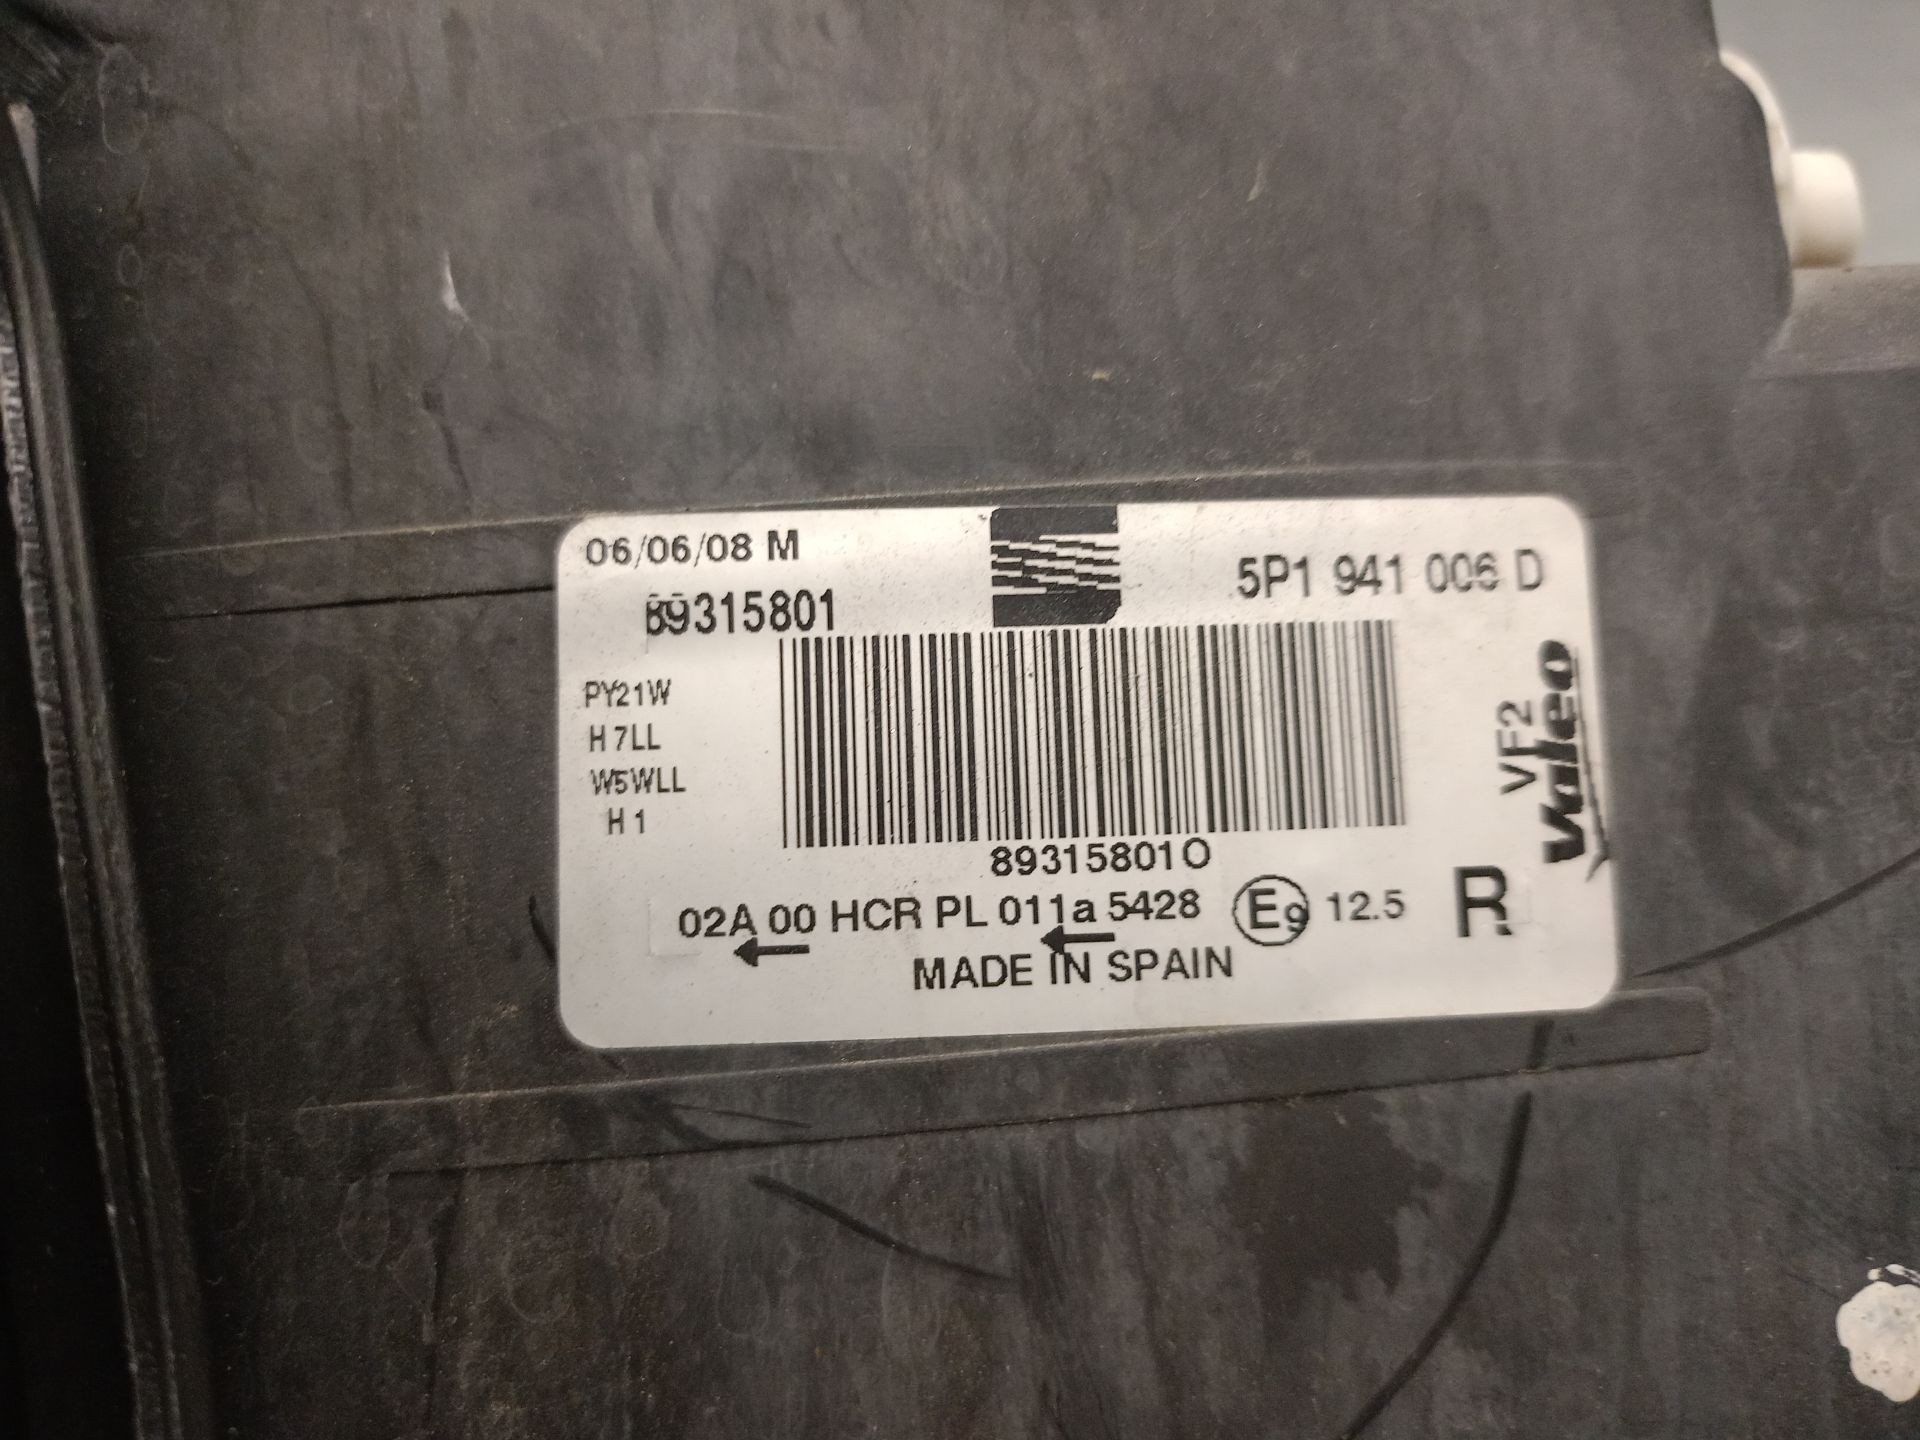 06/06/08 M
89315801
5P1 941 006 D
PY21W
H 7LL
W5WLL
H 1
VF2
Valeo
89315801O
02A 00 HCR PL 011a 5428 E9 12.5 R
MADE IN SPAIN